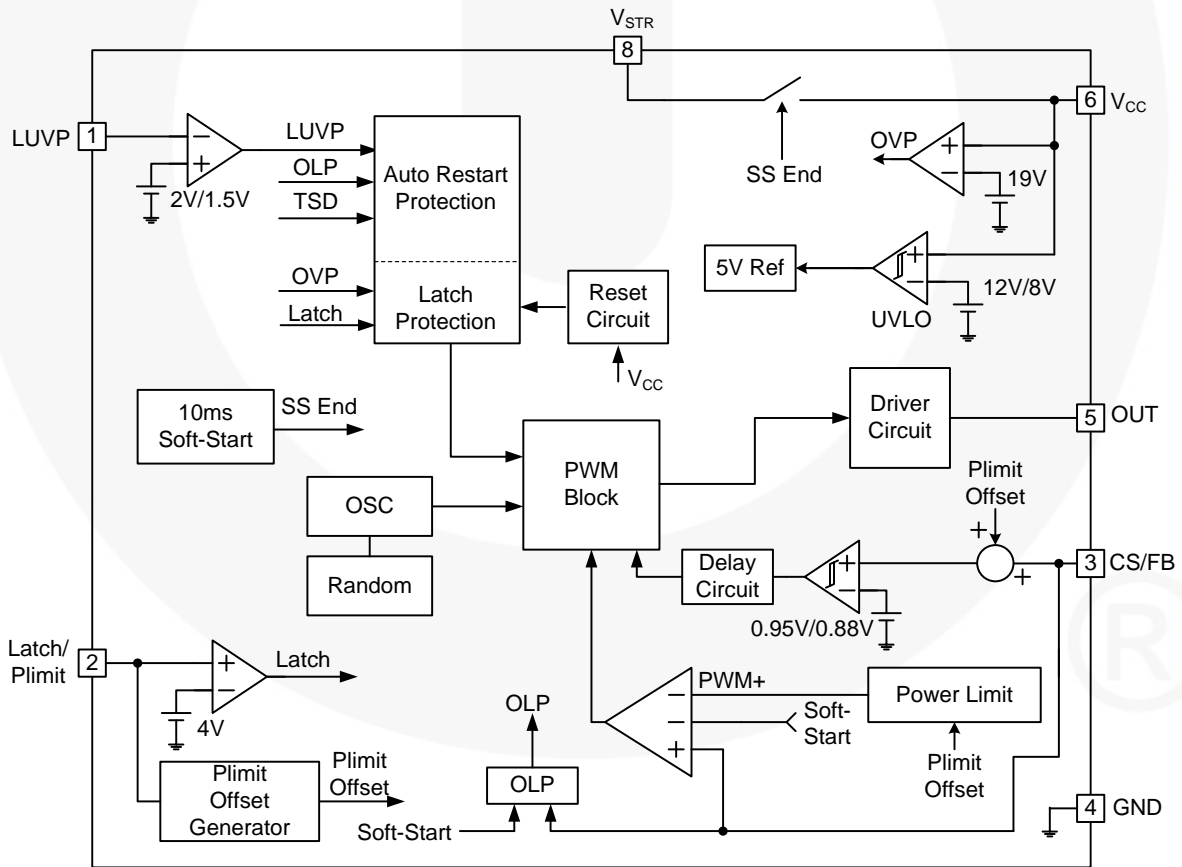 VSTR
8
LUVP
1
−
+
2V/1.5V
LUVP
OLP
TSD
Auto Restart
Protection
OVP
Latch
Latch
Protection
Reset
Circuit
VCC
SS End
6
VCC
OVP
+
−
19V
5V Ref
+
−
12V/8V
UVLO
10ms
Soft-Start
SS End
PWM
Block
Driver
Circuit
5
OUT
OSC
Random
Plimit
Offset
+
+
3
CS/FB
Delay
Circuit
+
−
0.95V/0.88V
Latch/
Plimit
2
+
−
4V
Latch
PWM+
−
−
+
Soft-
Start
Power Limit
Plimit
Offset
OLP
OLP
Plimit
Offset
Generator
Plimit
Offset
Soft-Start
4
GND
®